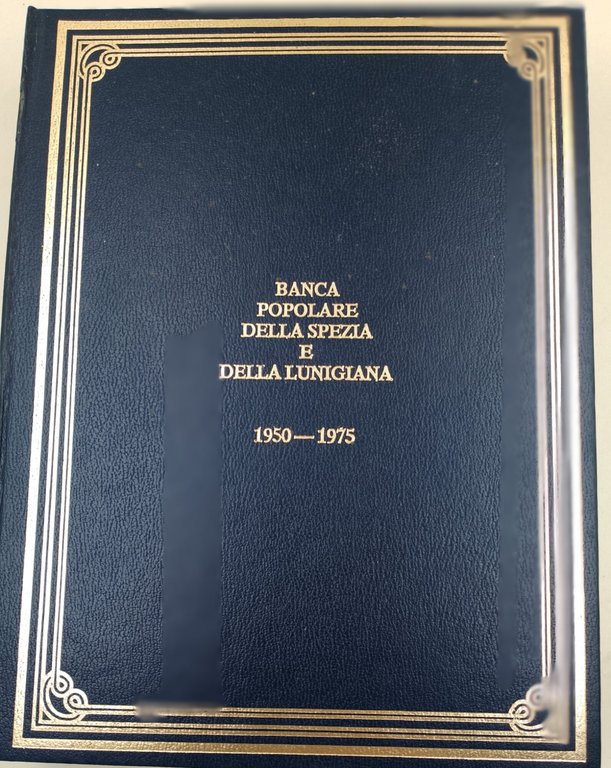 BANCA
POPOLARE
DELLA SPEZIA
E
DELLA LUNIGIANA
1950—1975